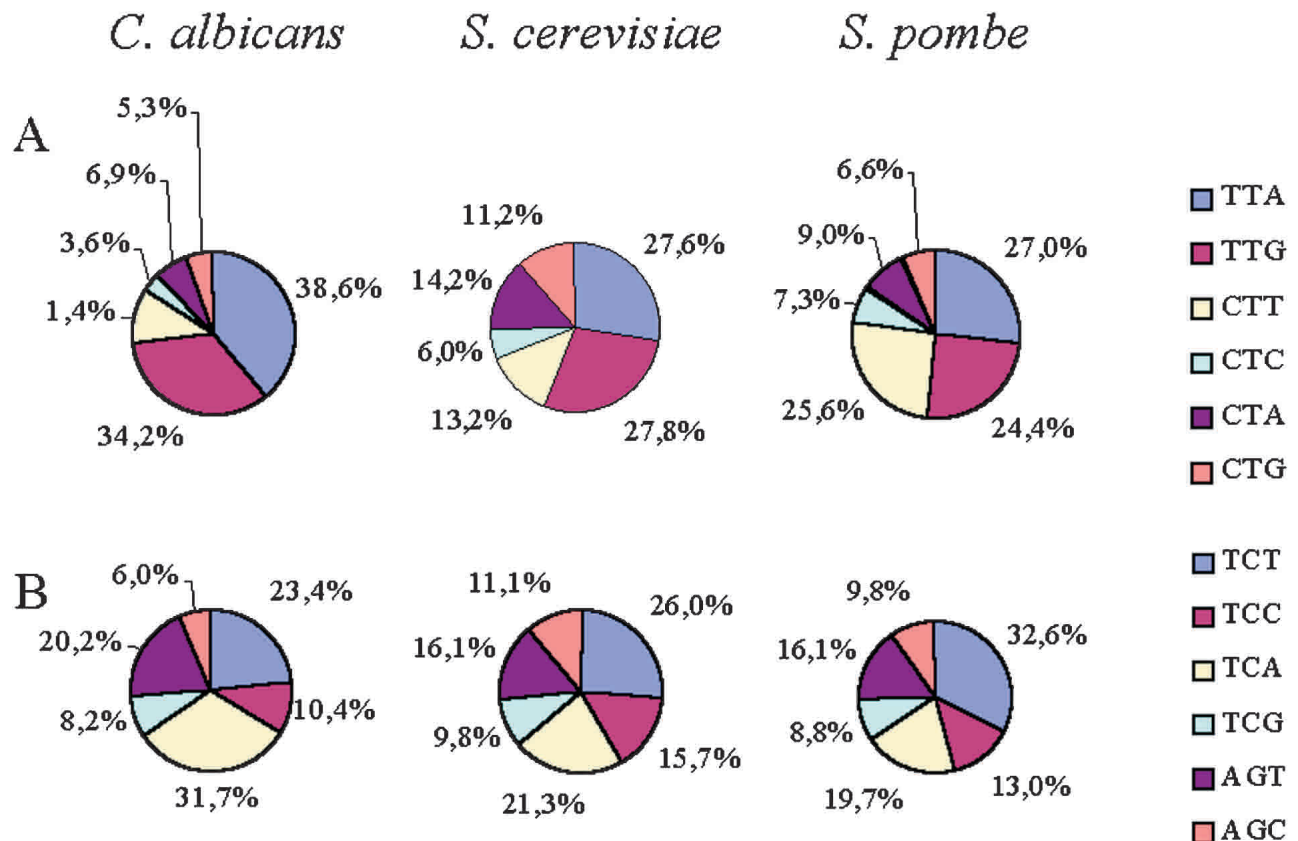 C. albicans S. cerevisiae S. pombe
A
5,3%
6,9%
3,6%
1,4%
34,2%
38,6%
11,2%
14,2%
6,0%
13,2%
27,6%
27,8%
6,6%
9,0%
7,3%
25,6%
27,0%
24,4%
TTA
TTG
CTT
CTC
CTA
CTG
B
6,0%
20,2%
8,2%
31,7%
23,4%
10,4%
11,1%
16,1%
9,8%
21,3%
26,0%
15,7%
9,8%
16,1%
8,8%
19,7%
32,6%
13,0%
TCT
TCC
TCA
TCG
AGT
AGC